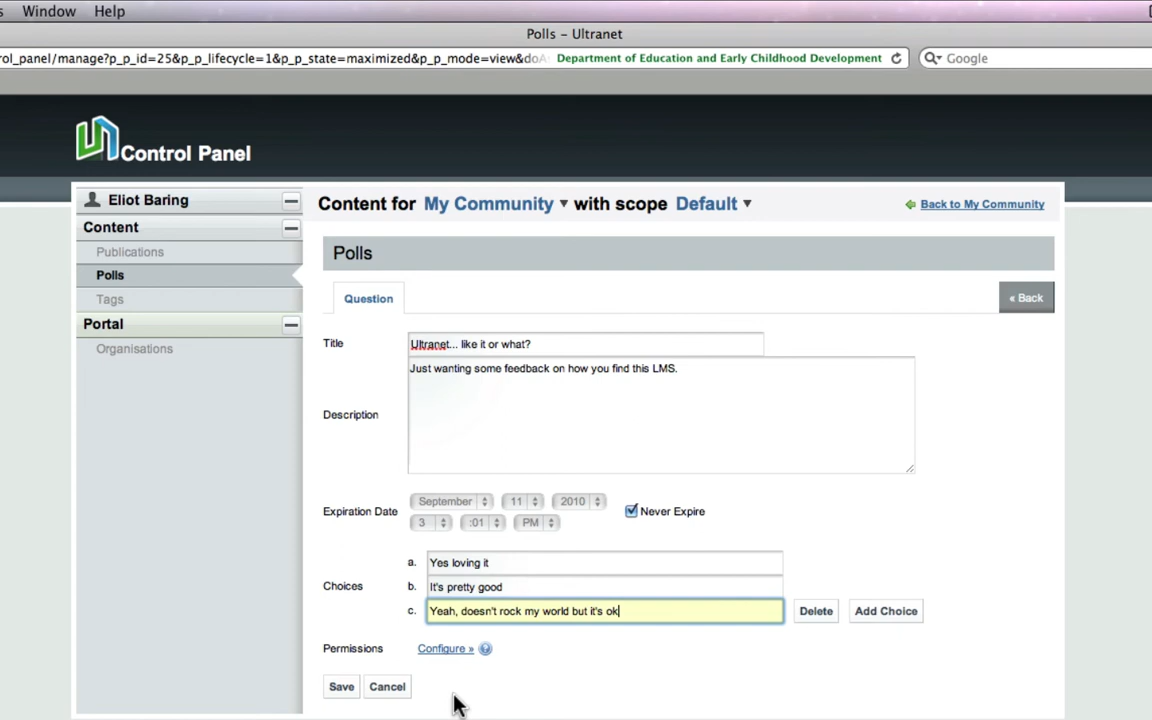 Window Help
Polls – Ultranet
rol_panel/manage?p_p_id=25&p_p_lifecycle=1&p_p_state=maximized&p_p_mode=view&doA Department of Education and Early Childhood Development Google
Control Panel
Eliot Baring
Content for My Community with scope Default
Back to My Community
Content
Publications
Polls
Tags
Portal
Organisations
Polls
Question
« Back
Title Ultranet... like it or what?
Just wanting some feedback on how you find this LMS.
Description
Expiration Date September 11 2010
3 :01 PM
Never Expire
Choices
a. Yes loving it
b. It's pretty good
c. Yeah, doesn't rock my world but it's ok Delete Add Choice
Permissions Configure » ?
Save Cancel